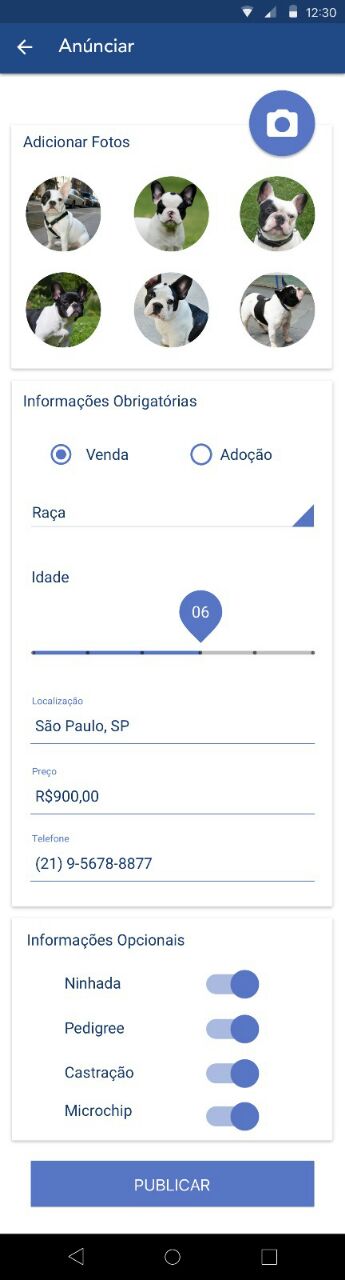 12:30
Anúnciar
Adicionar Fotos
Informações Obrigatórias
Venda Adoção
Raça
Idade
06
Localização
São Paulo, SP
Preço
R$900,00
Telefone
(21) 9-5678-8877
Informações Opcionais
Ninhada
Pedigree
Castração
Microchip
PUBLICAR